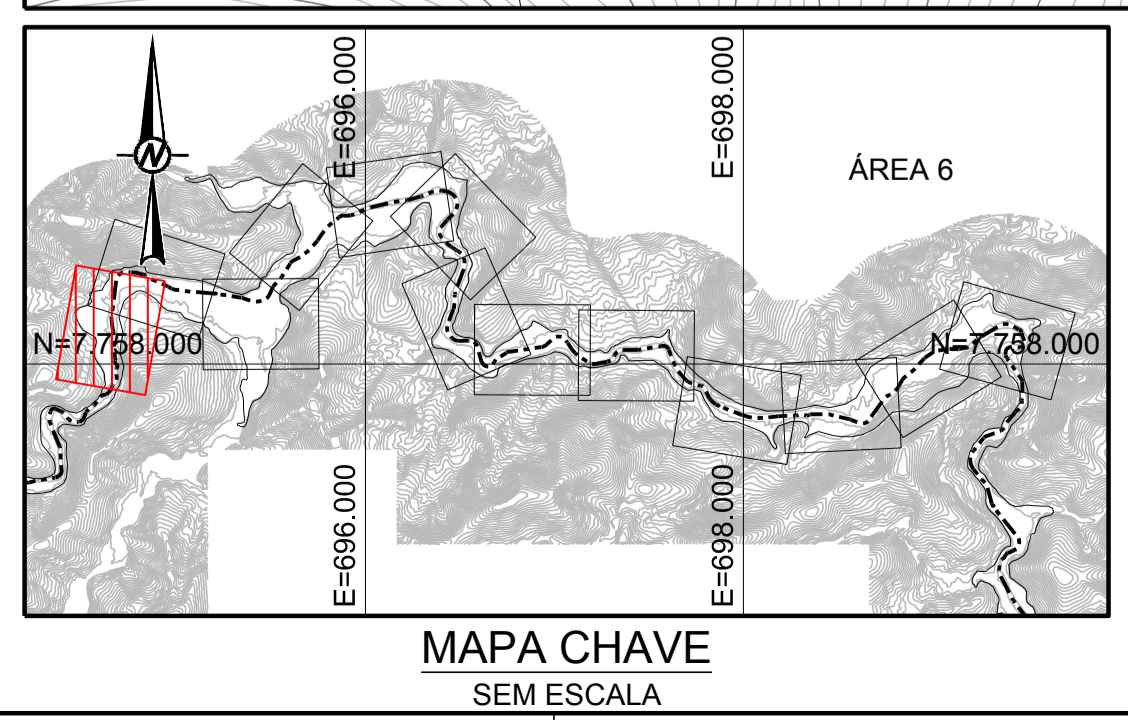 E=696.000
E=698.000
ÁREA 6
N
N=7.758.000
N=7.758.000
E=696.000
E=698.000
MAPA CHAVE
SEM ESCALA